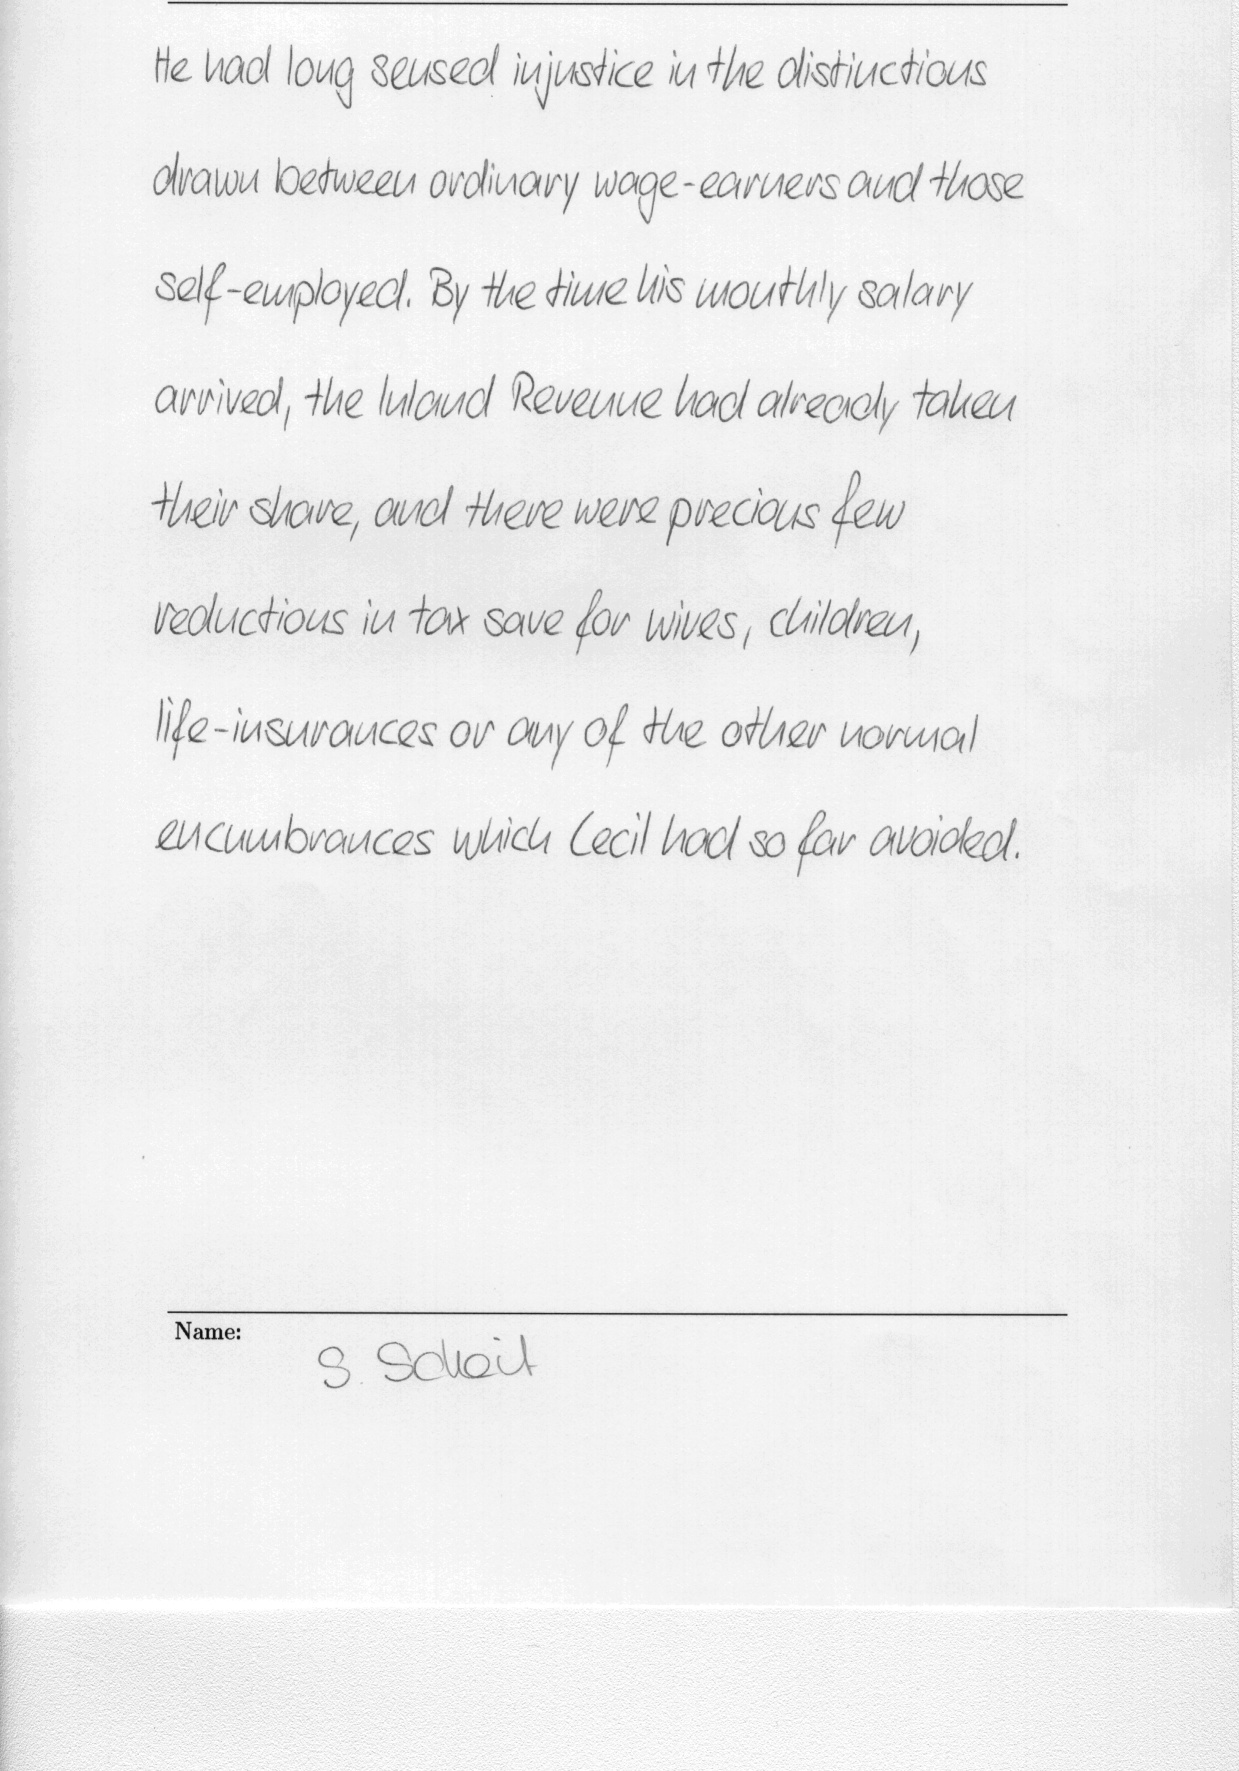 He had long sensed injustice in the distinctions
drawn between ordinary wage-earners and those
self-employed. By the time his monthly salary
arrived, the Inland Revenue had already taken
their share, and there were precious few
reductions in tax save for wives, children,
life-insurances or any of the other normal
encumbrances which Cecil had so far avoided.
Name:
S.